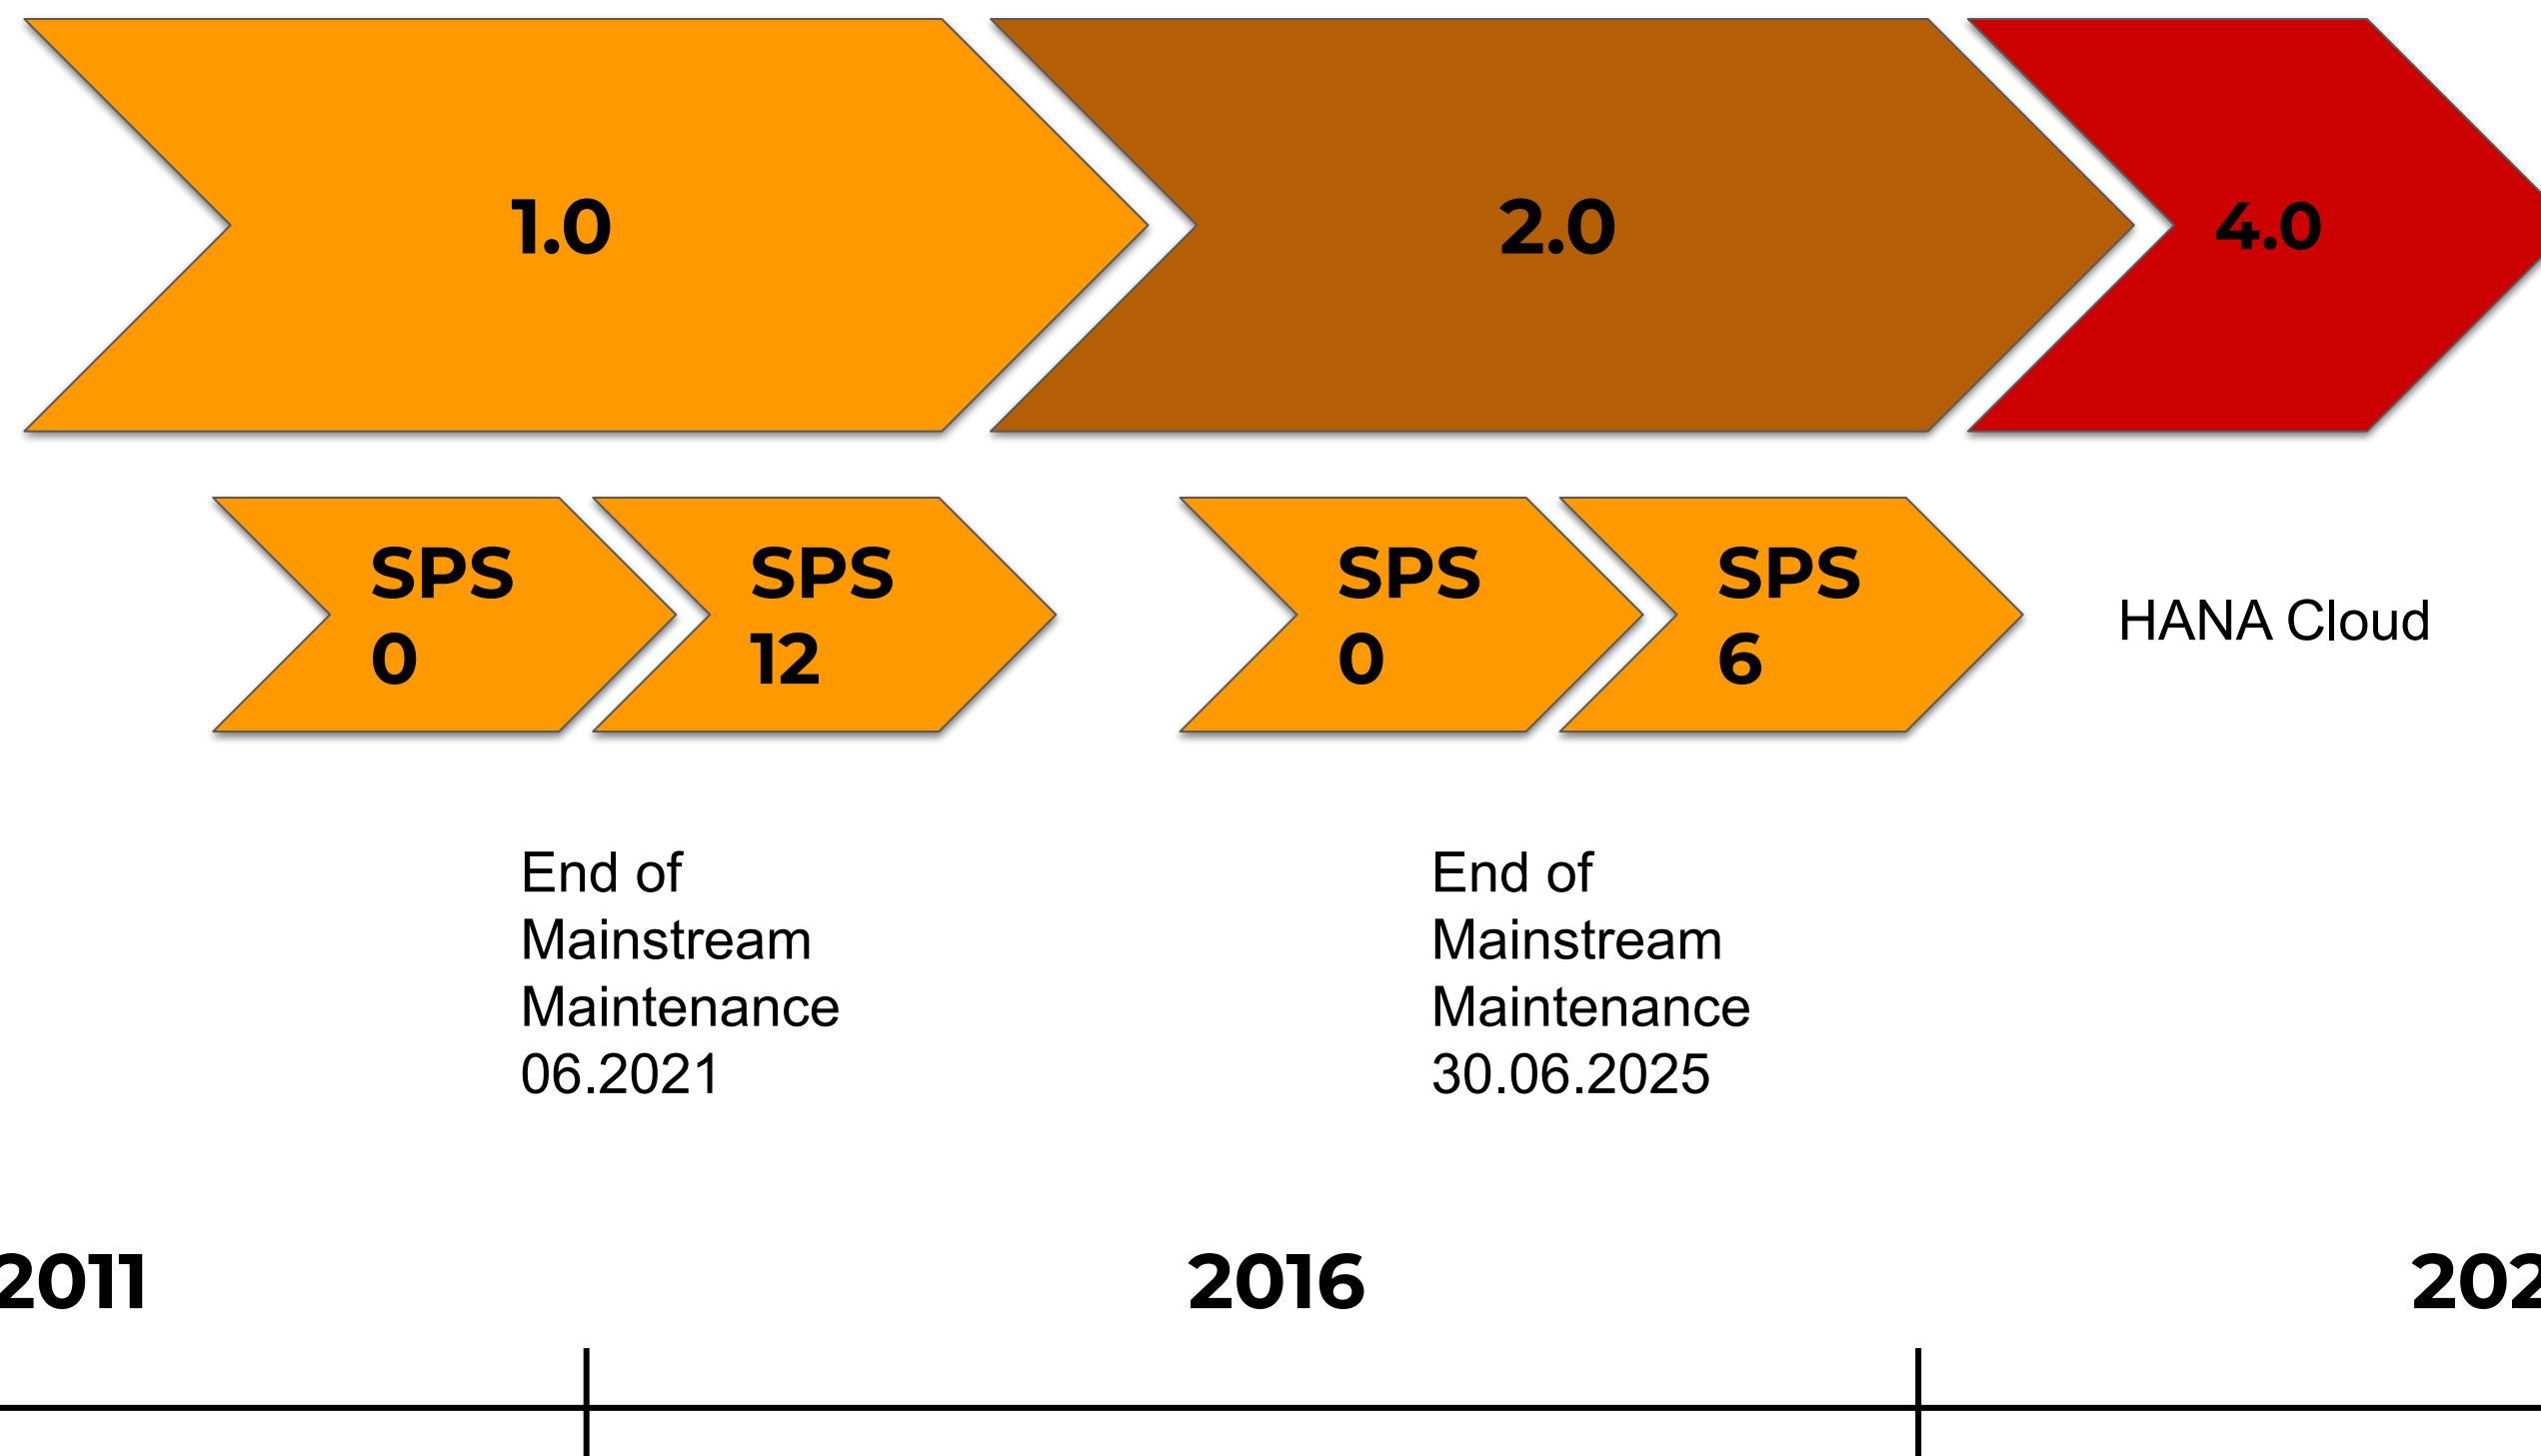 1.0
2.0
4.0
SPS
0
SPS
12
SPS
0
SPS
6
HANA Cloud
End of
Mainstream
Maintenance
06.2021
End of
Mainstream
Maintenance
30.06.2025
2011
2016